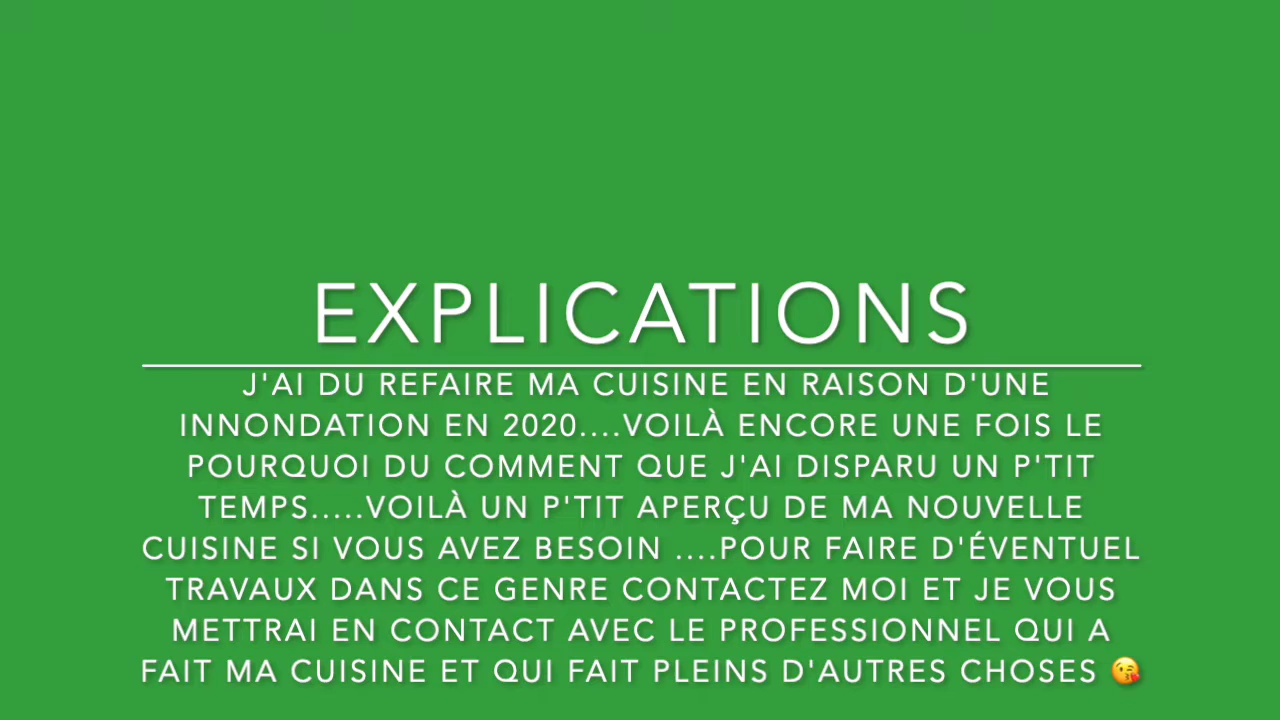 EXPLICATIONS
J'AI DU REFAIRE MA CUISINE EN RAISON D'UNE
INNONDATION EN 2020....VOILÀ ENCORE UNE FOIS LE
POURQUOI DU COMMENT QUE J'AI DISPARU UN P'TIT
TEMPS.....VOILÀ UN P'TIT APERÇU DE MA NOUVELLE
CUISINE SI VOUS AVEZ BESOIN ....POUR FAIRE D'ÉVENTUEL
TRAVAUX DANS CE GENRE CONTACTEZ MOI ET JE VOUS
METTRAI EN CONTACT AVEC LE PROFESSIONNEL QUI A
FAIT MA CUISINE ET QUI FAIT PLEINS D'AUTRES CHOSES 😘